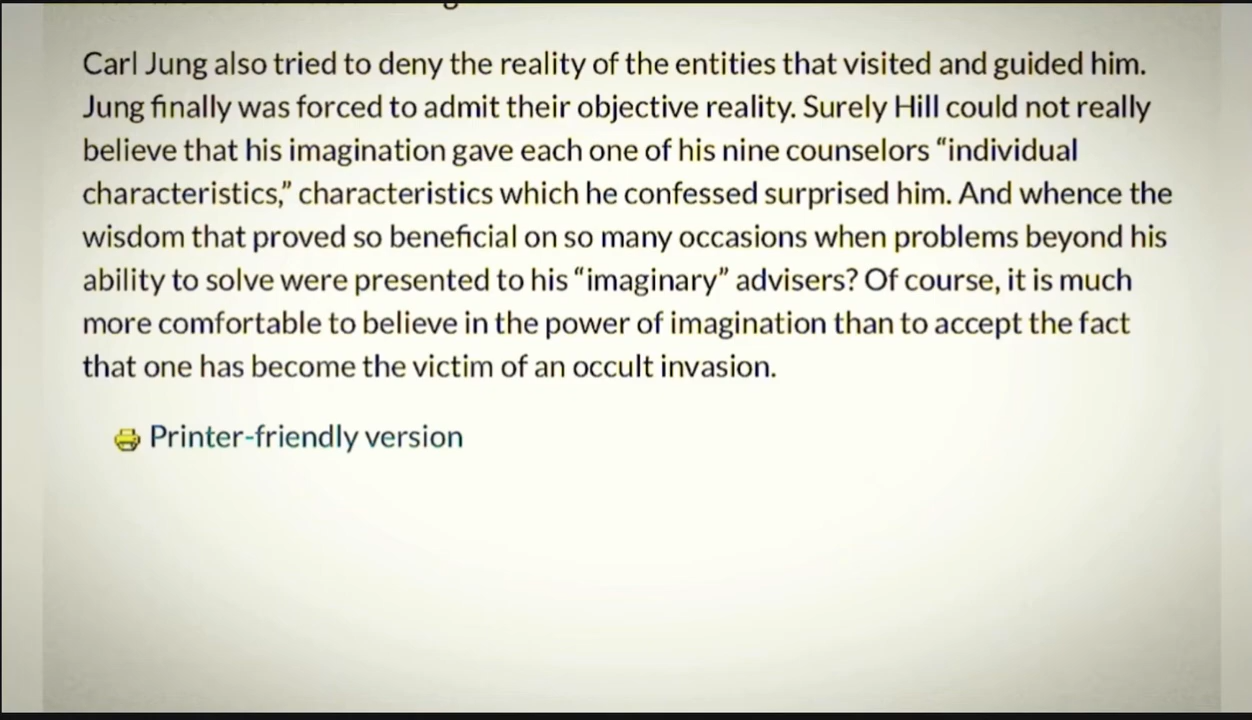 Carl Jung also tried to deny the reality of the entities that visited and guided him.
Jung finally was forced to admit their objective reality. Surely Hill could not really
believe that his imagination gave each one of his nine counselors “individual
characteristics,” characteristics which he confessed surprised him. And whence the
wisdom that proved so beneficial on so many occasions when problems beyond his
ability to solve were presented to his “imaginary” advisers? Of course, it is much
more comfortable to believe in the power of imagination than to accept the fact
that one has become the victim of an occult invasion.
Printer-friendly version